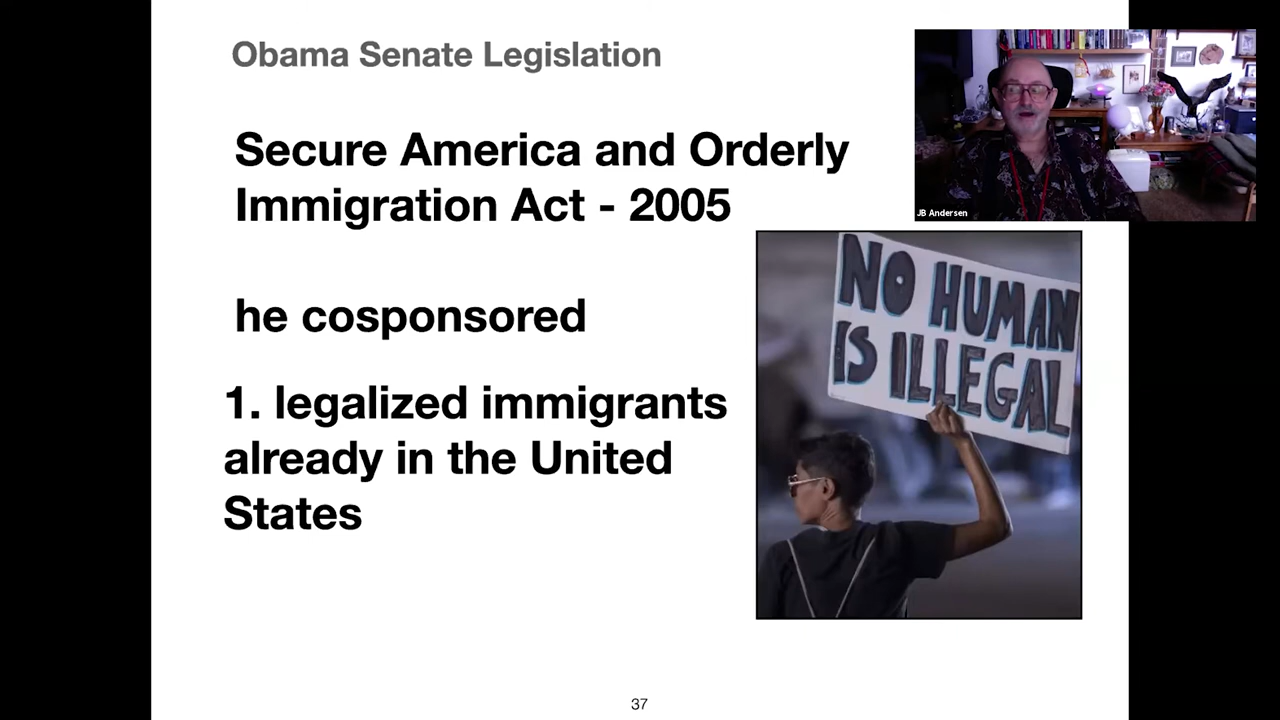 Obama Senate Legislation
Secure America and Orderly
Immigration Act - 2005
he cosponsored
1. legalized immigrants
already in the United
States
JB Andersen
NO HUMAN
IS ILLEGAL
37